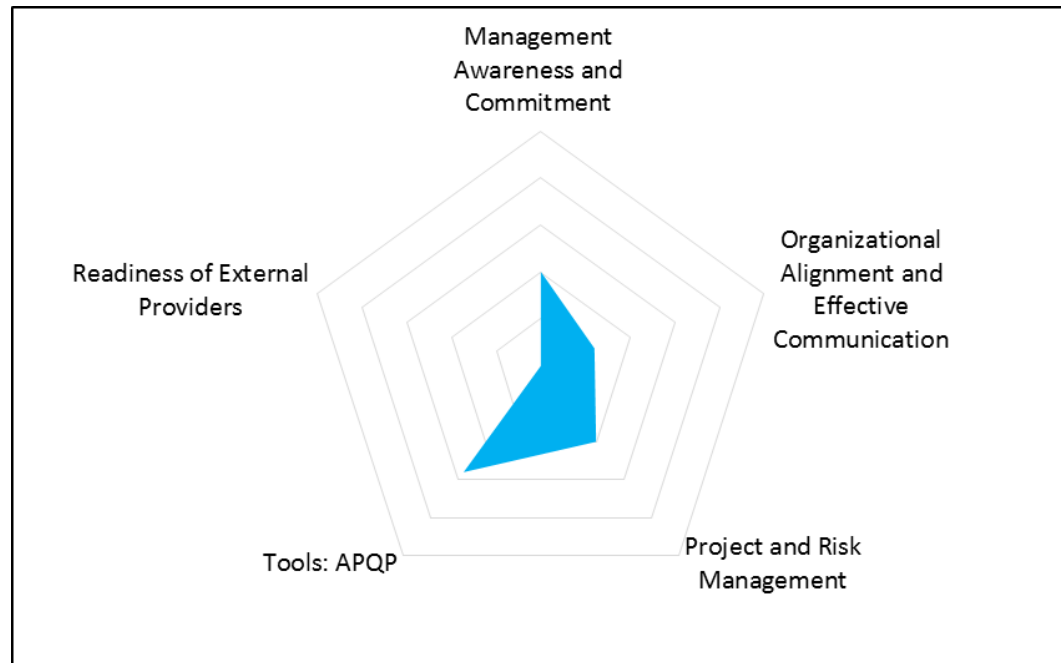 Management
Awareness and
Commitment
Organizational
Alignment and
Effective
Communication
Readiness of External
Providers
Project and Risk
Management
Tools: APQP